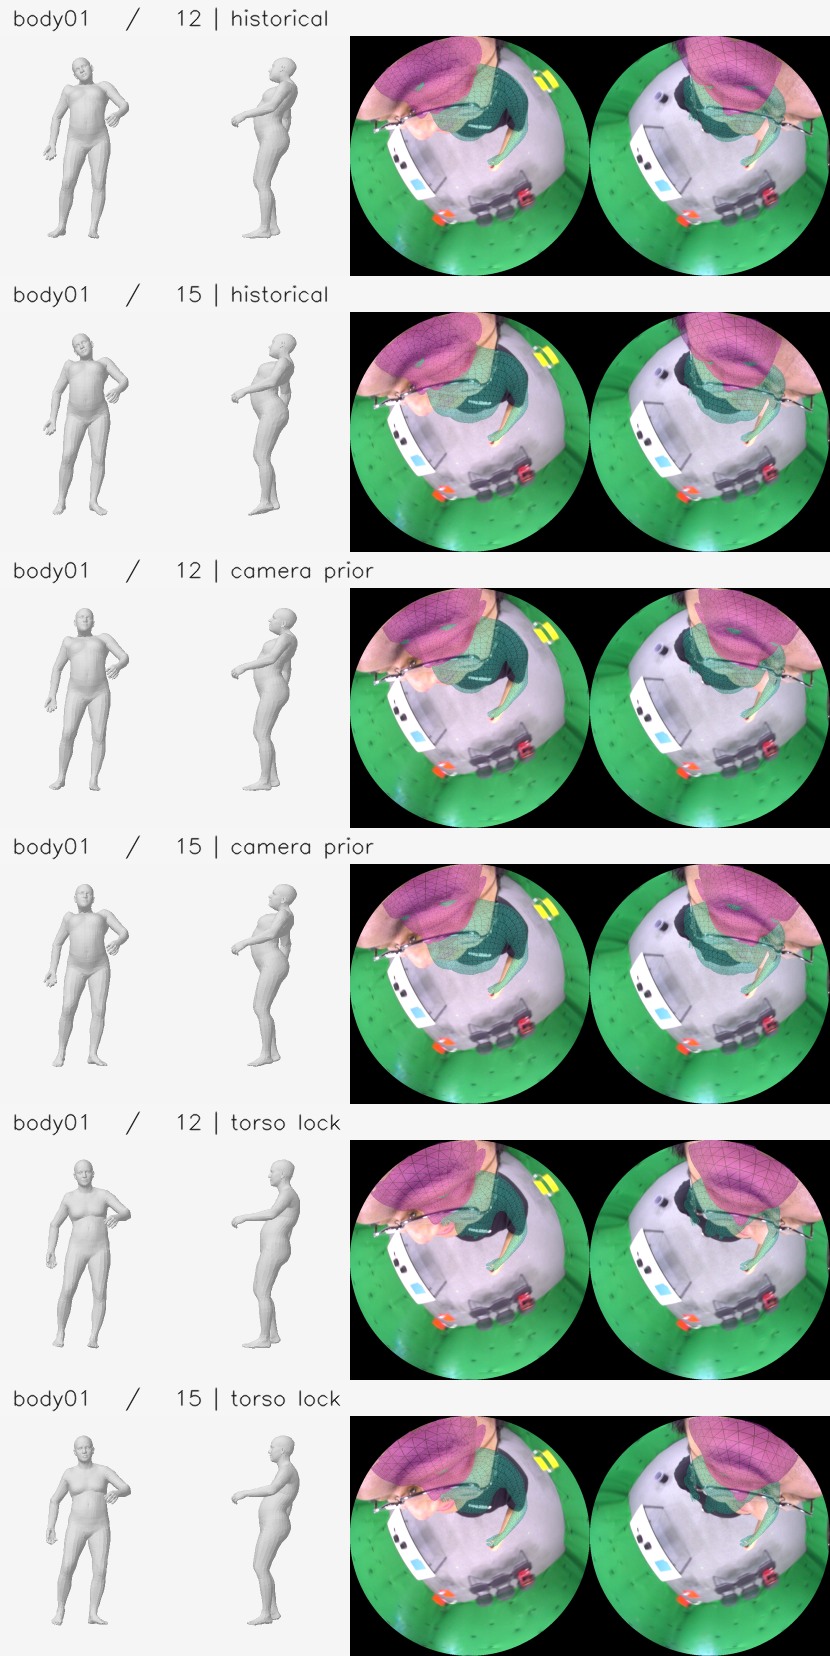 body01 / 12 | historical
body01 / 15 | historical
body01 / 12 | camera prior
body01 / 15 | camera prior
body01 / 12 | torso lock
body01 / 15 | torso lock